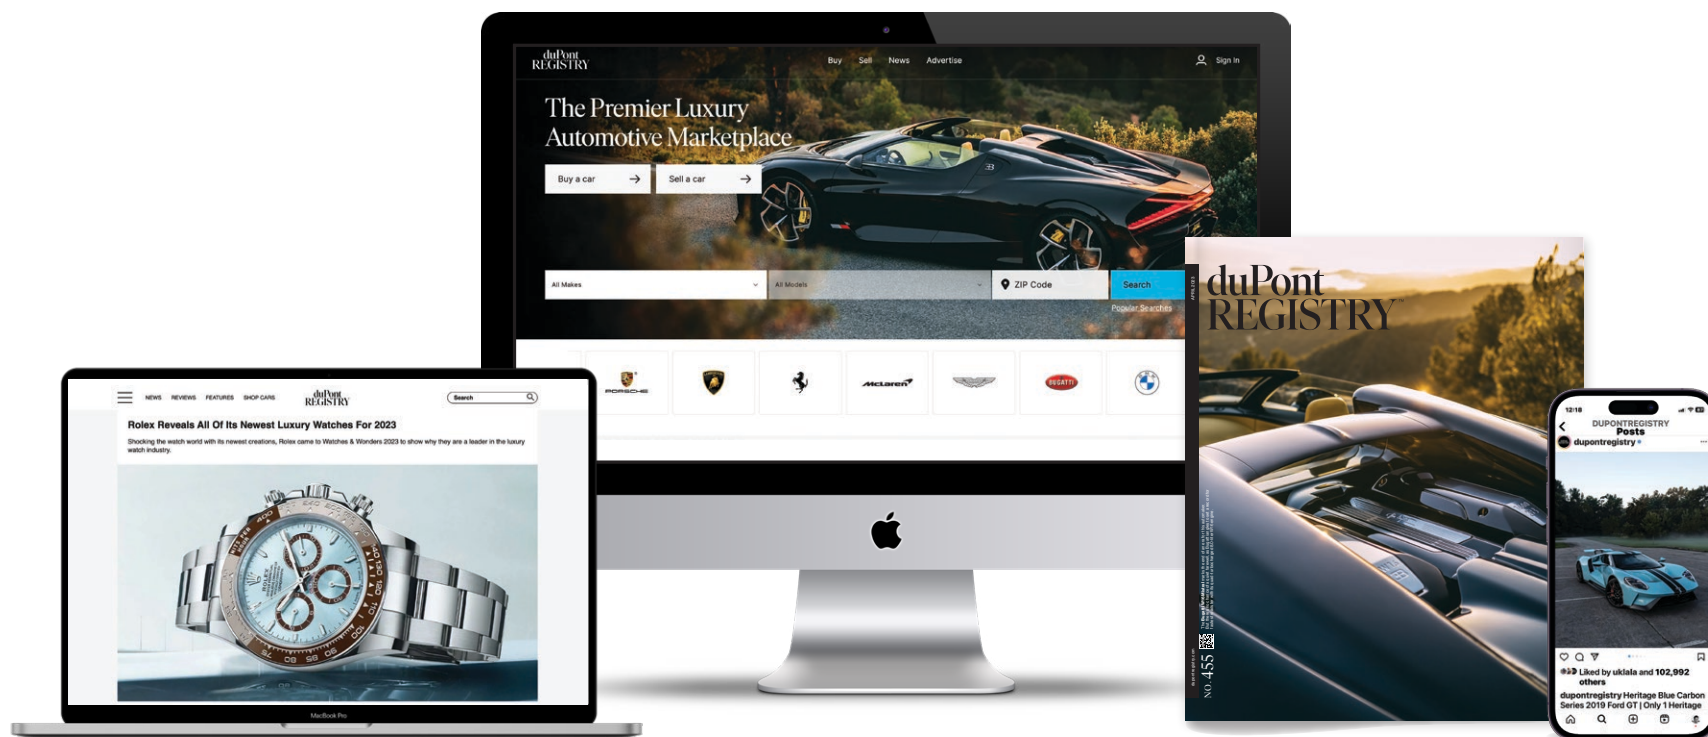 duPont
REGISTRY
Buy Sell News Advertise
Sign In
The Premier Luxury
Automotive Marketplace
Buy a car
Sell a car
All Makes
All Models
ZIP Code
Search
Popular Searches
PORSCHE
McLaren
BUGATTI
NEWS REVIEWS FEATURES SHOP CARS
duPont
REGISTRY
Search
Rolex Reveals All Of Its Newest Luxury Watches For 2023
Shocking the watch world with its newest creations, Rolex came to Watches & Wonders 2023 to show why they are a leader in the luxury
watch industry.
ROLEX
MacBook Pro
duPont
REGISTRY
NO. 455
12:18
DUPONTREGISTRY
Posts
dupontregistry
Liked by uklala and 102,992
others
dupontregistry Heritage Blue Carbon
Series 2019 Ford GT | Only 1 Heritage